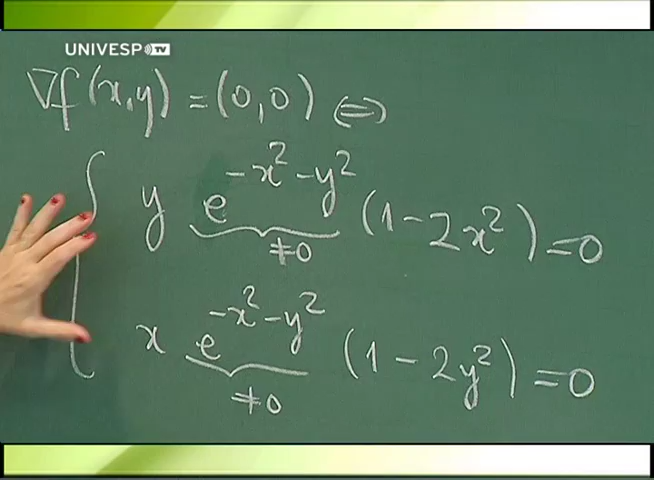 UNIVESP TV
∇f(x,y) = (0,0) ⇔
{ y e^{-x²-y²} (1-2x²) = 0
≠0
x e^{-x²-y²} (1-2y²) = 0
≠0